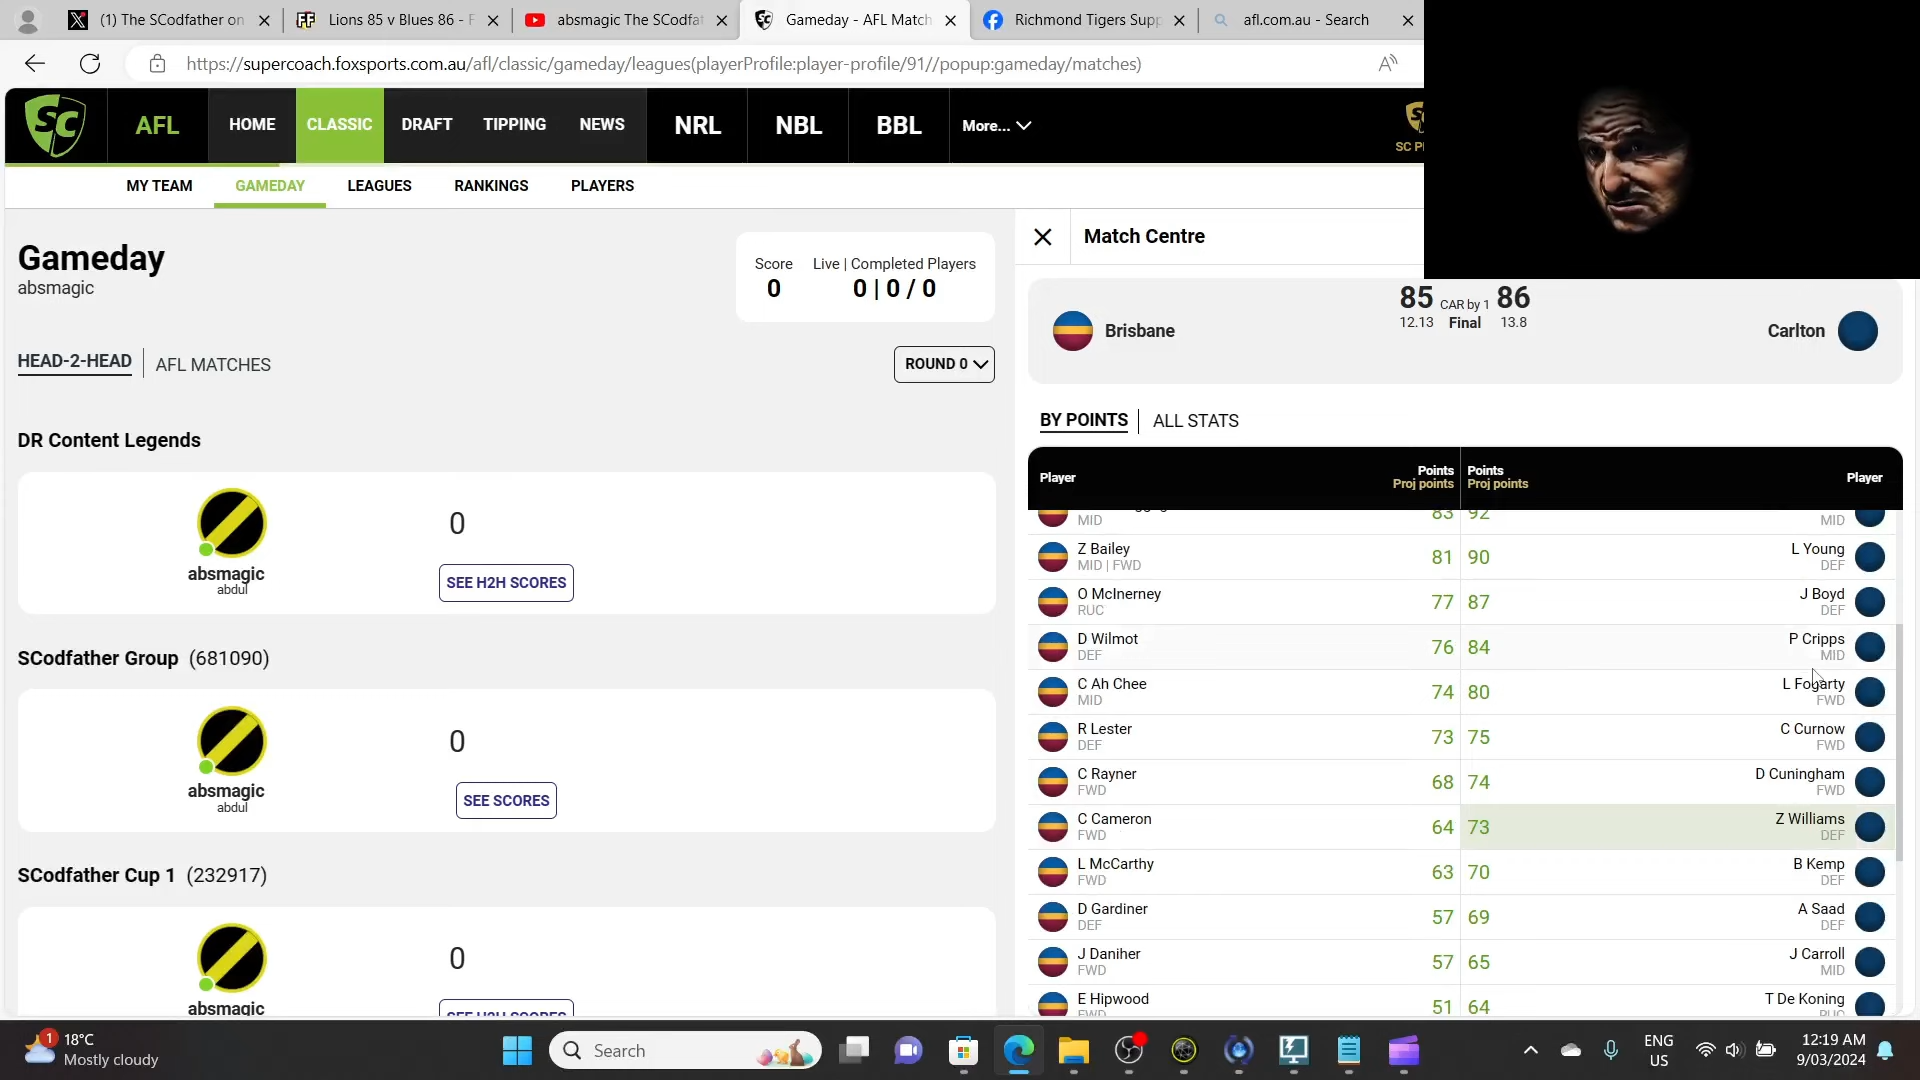 (1) The SCodfather on
Lions 85 v Blues 86 - F
absmagic The SCodfat
Gameday - AFL Match
Richmond Tigers Supp
afl.com.au - Search
https://supercoach.foxsports.com.au/afl/classic/gameday/leagues(playerProfile:player-profile/91//popup:gameday/matches)
SC AFL HOME CLASSIC DRAFT TIPPING NEWS NRL NBL BBL More...
SC
MY TEAM GAMEDAY LEAGUES RANKINGS PLAYERS
Gameday
absmagic
Score Live | Completed Players
0 0 | 0 / 0
HEAD-2-HEAD AFL MATCHES ROUND 0
DR Content Legends
0
absmagic
abdul
SEE H2H SCORES
SCodfather Group (681090)
0
absmagic
abdul
SEE SCORES
SCodfather Cup 1 (232917)
0
absmagic
SEE H2H SCORES
Match Centre
Brisbane 85 CAR by 1 86 Carlton
12.13 Final 13.8
BY POINTS ALL STATS
Player Points Points Player
Proj points Proj points
MID 83 92 MID
Z Bailey 81 90 L Young
MID | FWD DEF
O McInerney 77 87 J Boyd
RUC DEF
D Wilmot 76 84 P Cripps
DEF MID
C Ah Chee 74 80 L Fogarty
MID FWD
R Lester 73 75 C Curnow
DEF FWD
C Rayner 68 74 D Cuningham
FWD FWD
C Cameron 64 73 Z Williams
FWD DEF
L McCarthy 63 70 B Kemp
FWD DEF
D Gardiner 57 69 A Saad
DEF DEF
J Daniher 57 65 J Carroll
FWD MID
E Hipwood 51 64 T De Koning
FWD RUC
1
18°C
Mostly cloudy
Search
ENG
US
12:19 AM
9/03/2024